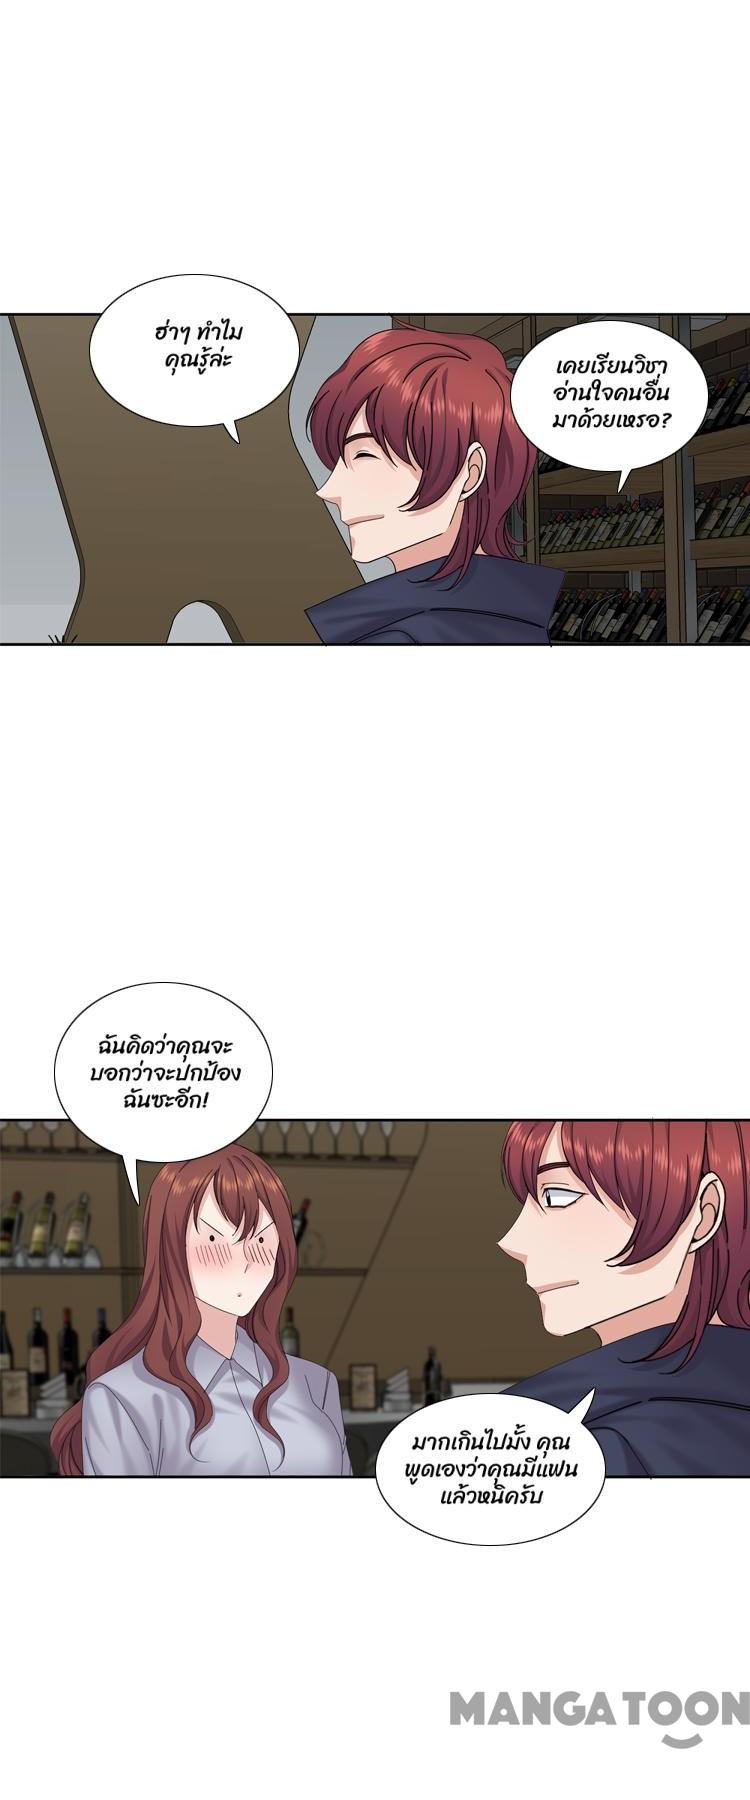 ฮ่าๆ ทำไม
คุณรู้ล่ะ
เคยเรียนวิชา
อ่านใจคนอื่น
มาด้วยเหรอ?
ฉันคิดว่าคุณจะ
บอกว่าจะปกป้อง
ฉันซะอีก!
มากเกินไปมั้ง คุณ
พูดเองว่าคุณมีแฟน
แล้วหนิครับ
MANGATOON